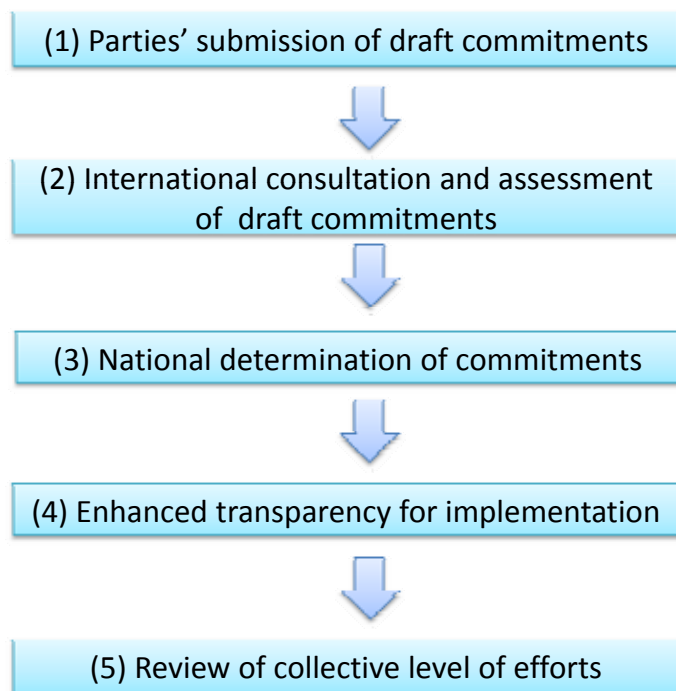 (1) Parties’ submission of draft commitments
(2) International consultation and assessment
of draft commitments
(3) National determination of commitments
(4) Enhanced transparency for implementation
(5) Review of collective level of efforts